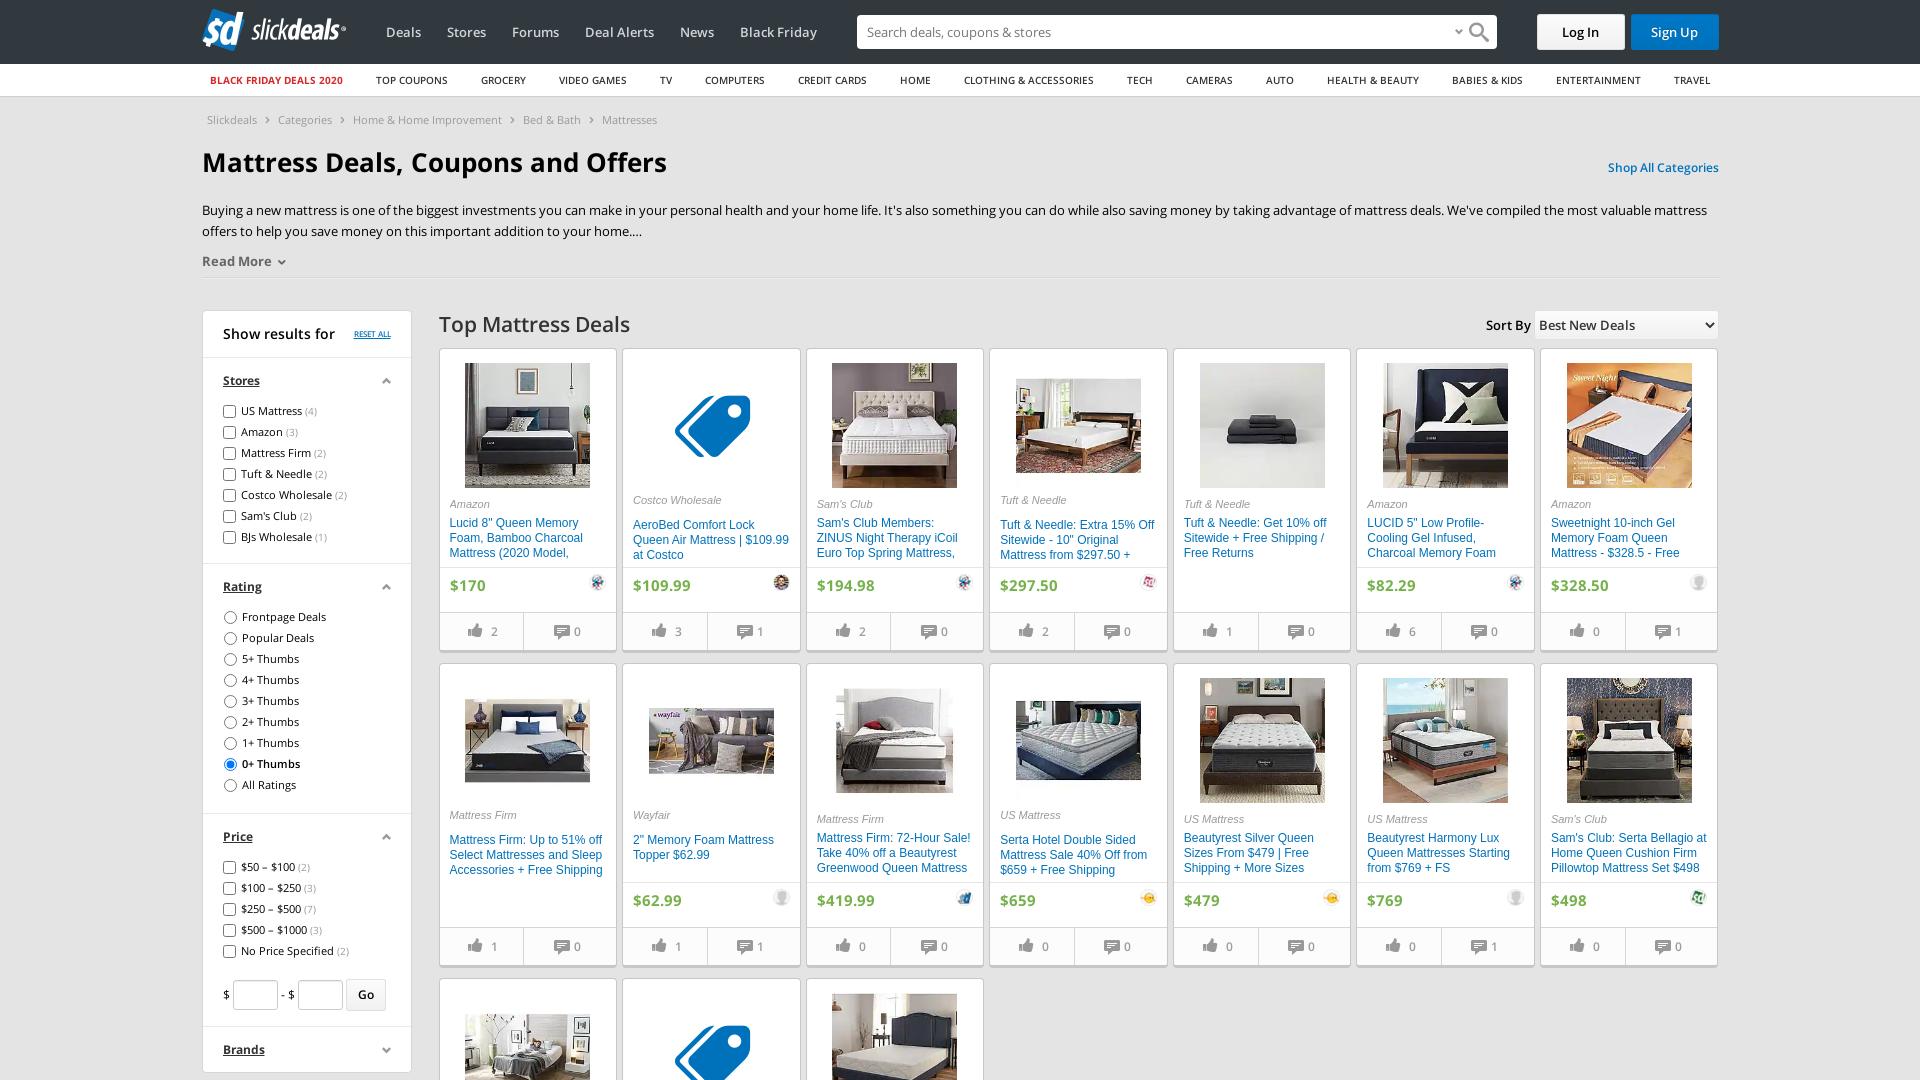 sd slickdeals
Deals
Stores
Forums
Deal Alerts
News
Black Friday
Search deals, coupons & stores
Log In
Sign Up
BLACK FRIDAY DEALS 2020
TOP COUPONS
GROCERY
VIDEO GAMES
TV
COMPUTERS
CREDIT CARDS
HOME
CLOTHING & ACCESSORIES
TECH
CAMERAS
AUTO
HEALTH & BEAUTY
BABIES & KIDS
ENTERTAINMENT
TRAVEL
Slickdeals > Categories > Home & Home Improvement > Bed & Bath > Mattresses
Mattress Deals, Coupons and Offers
Shop All Categories
Buying a new mattress is one of the biggest investments you can make in your personal health and your home life. It's also something you can do while also saving money by taking advantage of mattress deals. We've compiled the most valuable mattress
offers to help you save money on this important addition to your home....
Read More
Show results for
RESET ALL
Stores
US Mattress (4)
Amazon (3)
Mattress Firm (2)
Tuft & Needle (2)
Costco Wholesale (2)
Sam's Club (2)
BJs Wholesale (1)
Rating
Frontpage Deals
Popular Deals
5+ Thumbs
4+ Thumbs
3+ Thumbs
2+ Thumbs
1+ Thumbs
0+ Thumbs
All Ratings
Price
$50 – $100 (2)
$100 – $250 (3)
$250 – $500 (7)
$500 – $1000 (3)
No Price Specified (2)
$ - $ Go
Brands
Top Mattress Deals
Sort By
Best New Deals
Amazon
Lucid 8" Queen Memory
Foam, Bamboo Charcoal
Mattress (2020 Model,
$170
2
0
Costco Wholesale
AeroBed Comfort Lock
Queen Air Mattress | $109.99
at Costco
$109.99
3
1
Sam's Club
Sam's Club Members:
ZINUS Night Therapy iCoil
Euro Top Spring Mattress,
$194.98
2
0
Tuft & Needle
Tuft & Needle: Extra 15% Off
Sitewide - 10" Original
Mattress from $297.50 +
$297.50
2
0
Tuft & Needle
Tuft & Needle: Get 10% off
Sitewide + Free Shipping /
Free Returns
1
0
Amazon
LUCID 5" Low Profile-
Cooling Gel Infused,
Charcoal Memory Foam
$82.29
6
0
Sweet Night
Amazon
Sweetnight 10-inch Gel
Memory Foam Queen
Mattress - $328.5 - Free
$328.50
0
1
Mattress Firm
Mattress Firm: Up to 51% off
Select Mattresses and Sleep
Accessories + Free Shipping
1
0
wayfair
Wayfair
2" Memory Foam Mattress
Topper $62.99
$62.99
1
1
Mattress Firm
Mattress Firm: 72-Hour Sale!
Take 40% off a Beautyrest
Greenwood Queen Mattress
$419.99
0
0
US Mattress
Serta Hotel Double Sided
Mattress Sale 40% Off from
$659 + Free Shipping
$659
0
0
US Mattress
Beautyrest Silver Queen
Sizes From $479 | Free
Shipping + More Sizes
$479
0
0
US Mattress
Beautyrest Harmony Lux
Queen Mattresses Starting
from $769 + FS
$769
0
1
Sam's Club
Sam's Club: Serta Bellagio at
Home Queen Cushion Firm
Pillowtop Mattress Set $498
$498
0
0